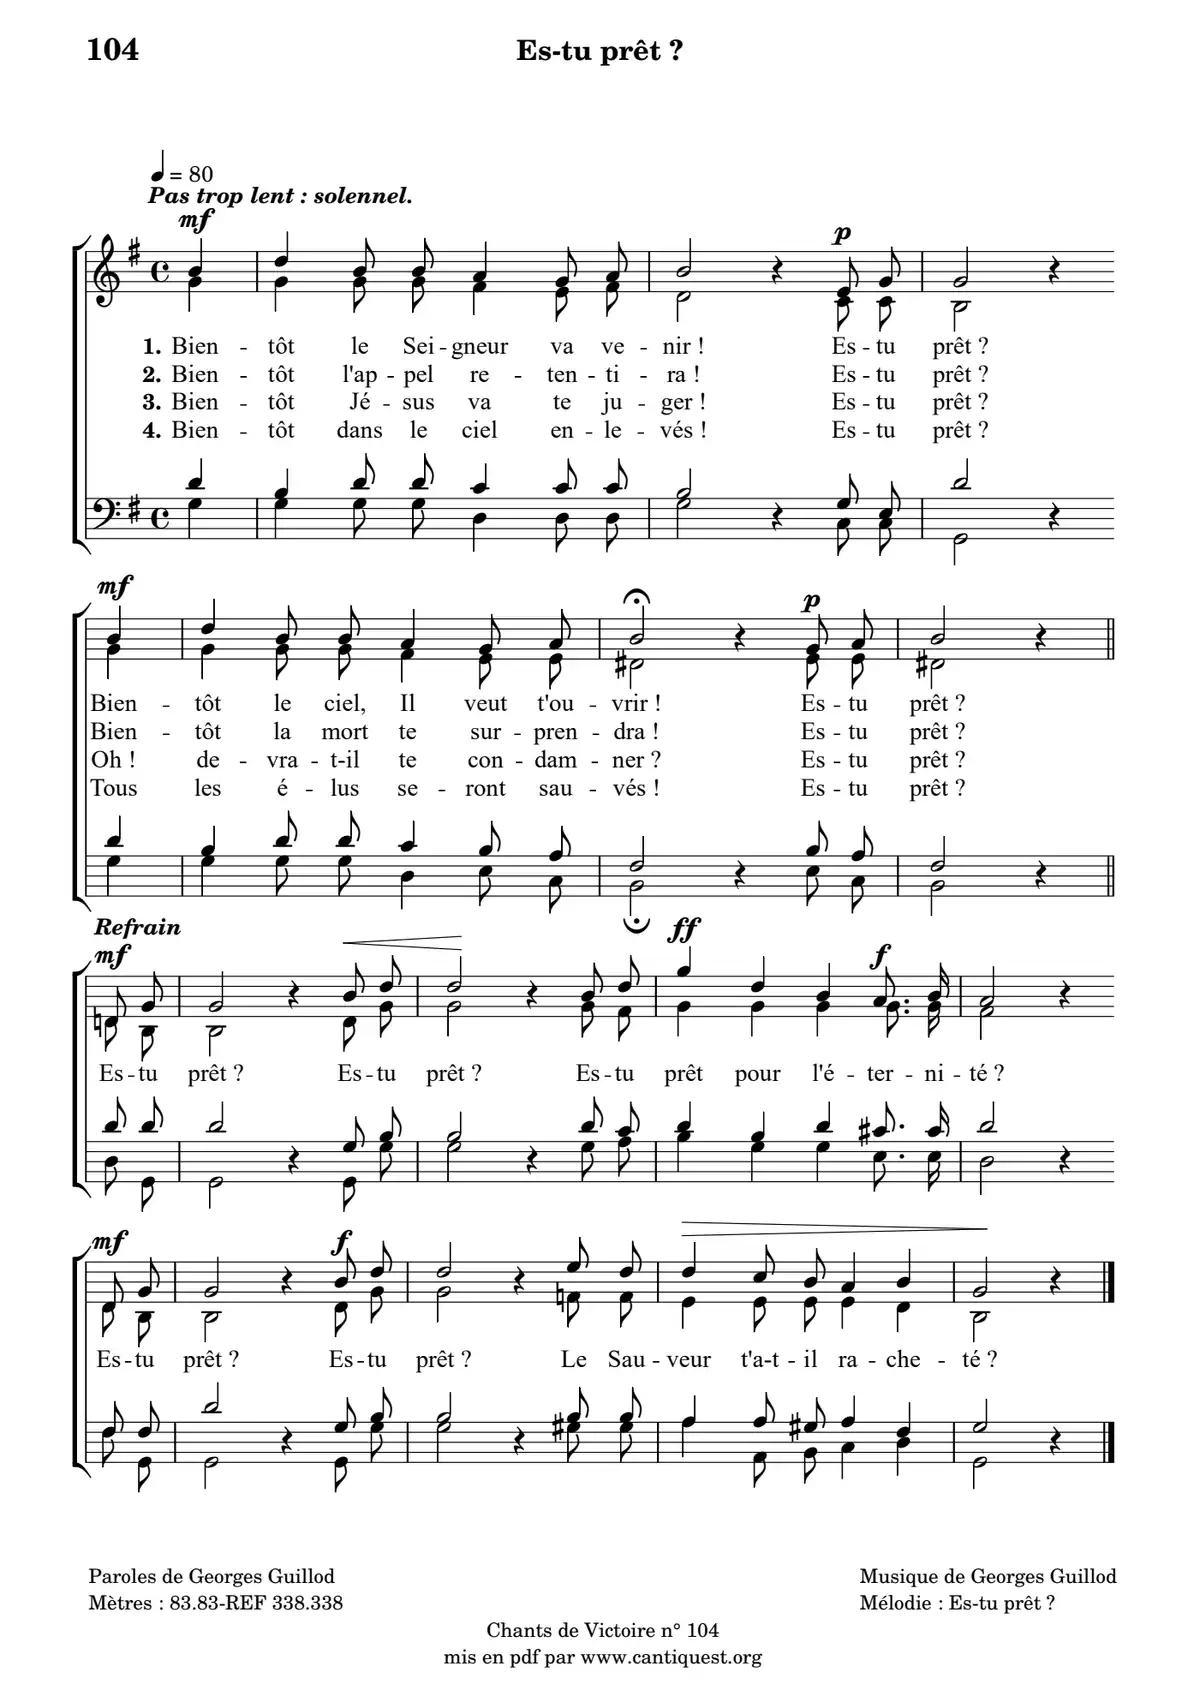 104 Es-tu prêt ?
= 80
Pas trop lent : solennel.
mf
p
1. Bien - tôt le Sei - gneur va ve - nir ! Es - tu prêt ?
2. Bien - tôt l'ap - pel re - ten - ti - ra ! Es - tu prêt ?
3. Bien - tôt Jé - sus va te ju - ger ! Es - tu prêt ?
4. Bien - tôt dans le ciel en - le - vés ! Es - tu prêt ?
mf
p
Bien - tôt le ciel, Il veut t'ou - vrir ! Es - tu prêt ?
Bien - tôt la mort te sur - pren - dra ! Es - tu prêt ?
Oh ! de - vra - t-il te con - dam - ner ? Es - tu prêt ?
Tous les é - lus se - ront sau - vés ! Es - tu prêt ?
Refrain
mf ff f
Es - tu prêt ? Es - tu prêt ? Es - tu prêt pour l'é - ter - ni - té ?
mf f
Es - tu prêt ? Es - tu prêt ? Le Sau - veur t'a-t - il ra - che - té ?
Paroles de Georges Guillod Musique de Georges Guillod
Mètres : 83.83-REF 338.338 Mélodie : Es-tu prêt ?
Chants de Victoire n° 104
mis en pdf par www.cantiquest.org